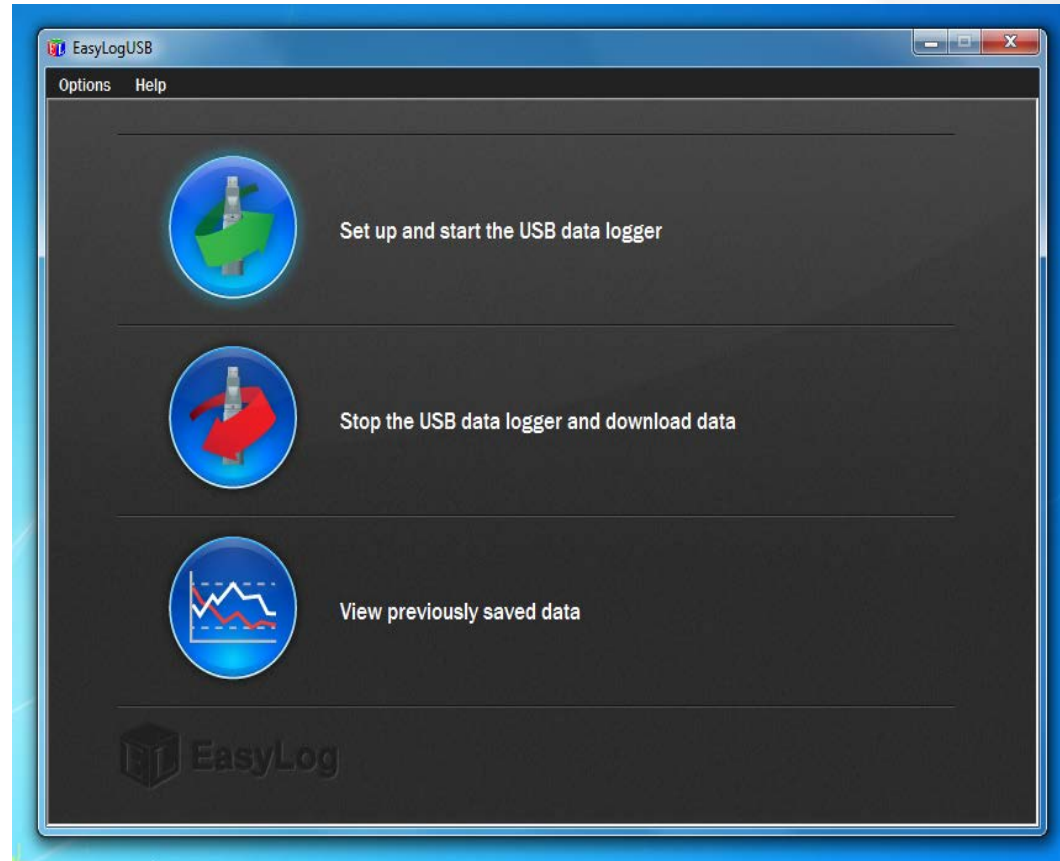 EasyLogUSB
Options Help
Set up and start the USB data logger
Stop the USB data logger and download data
View previously saved data
EL EasyLog